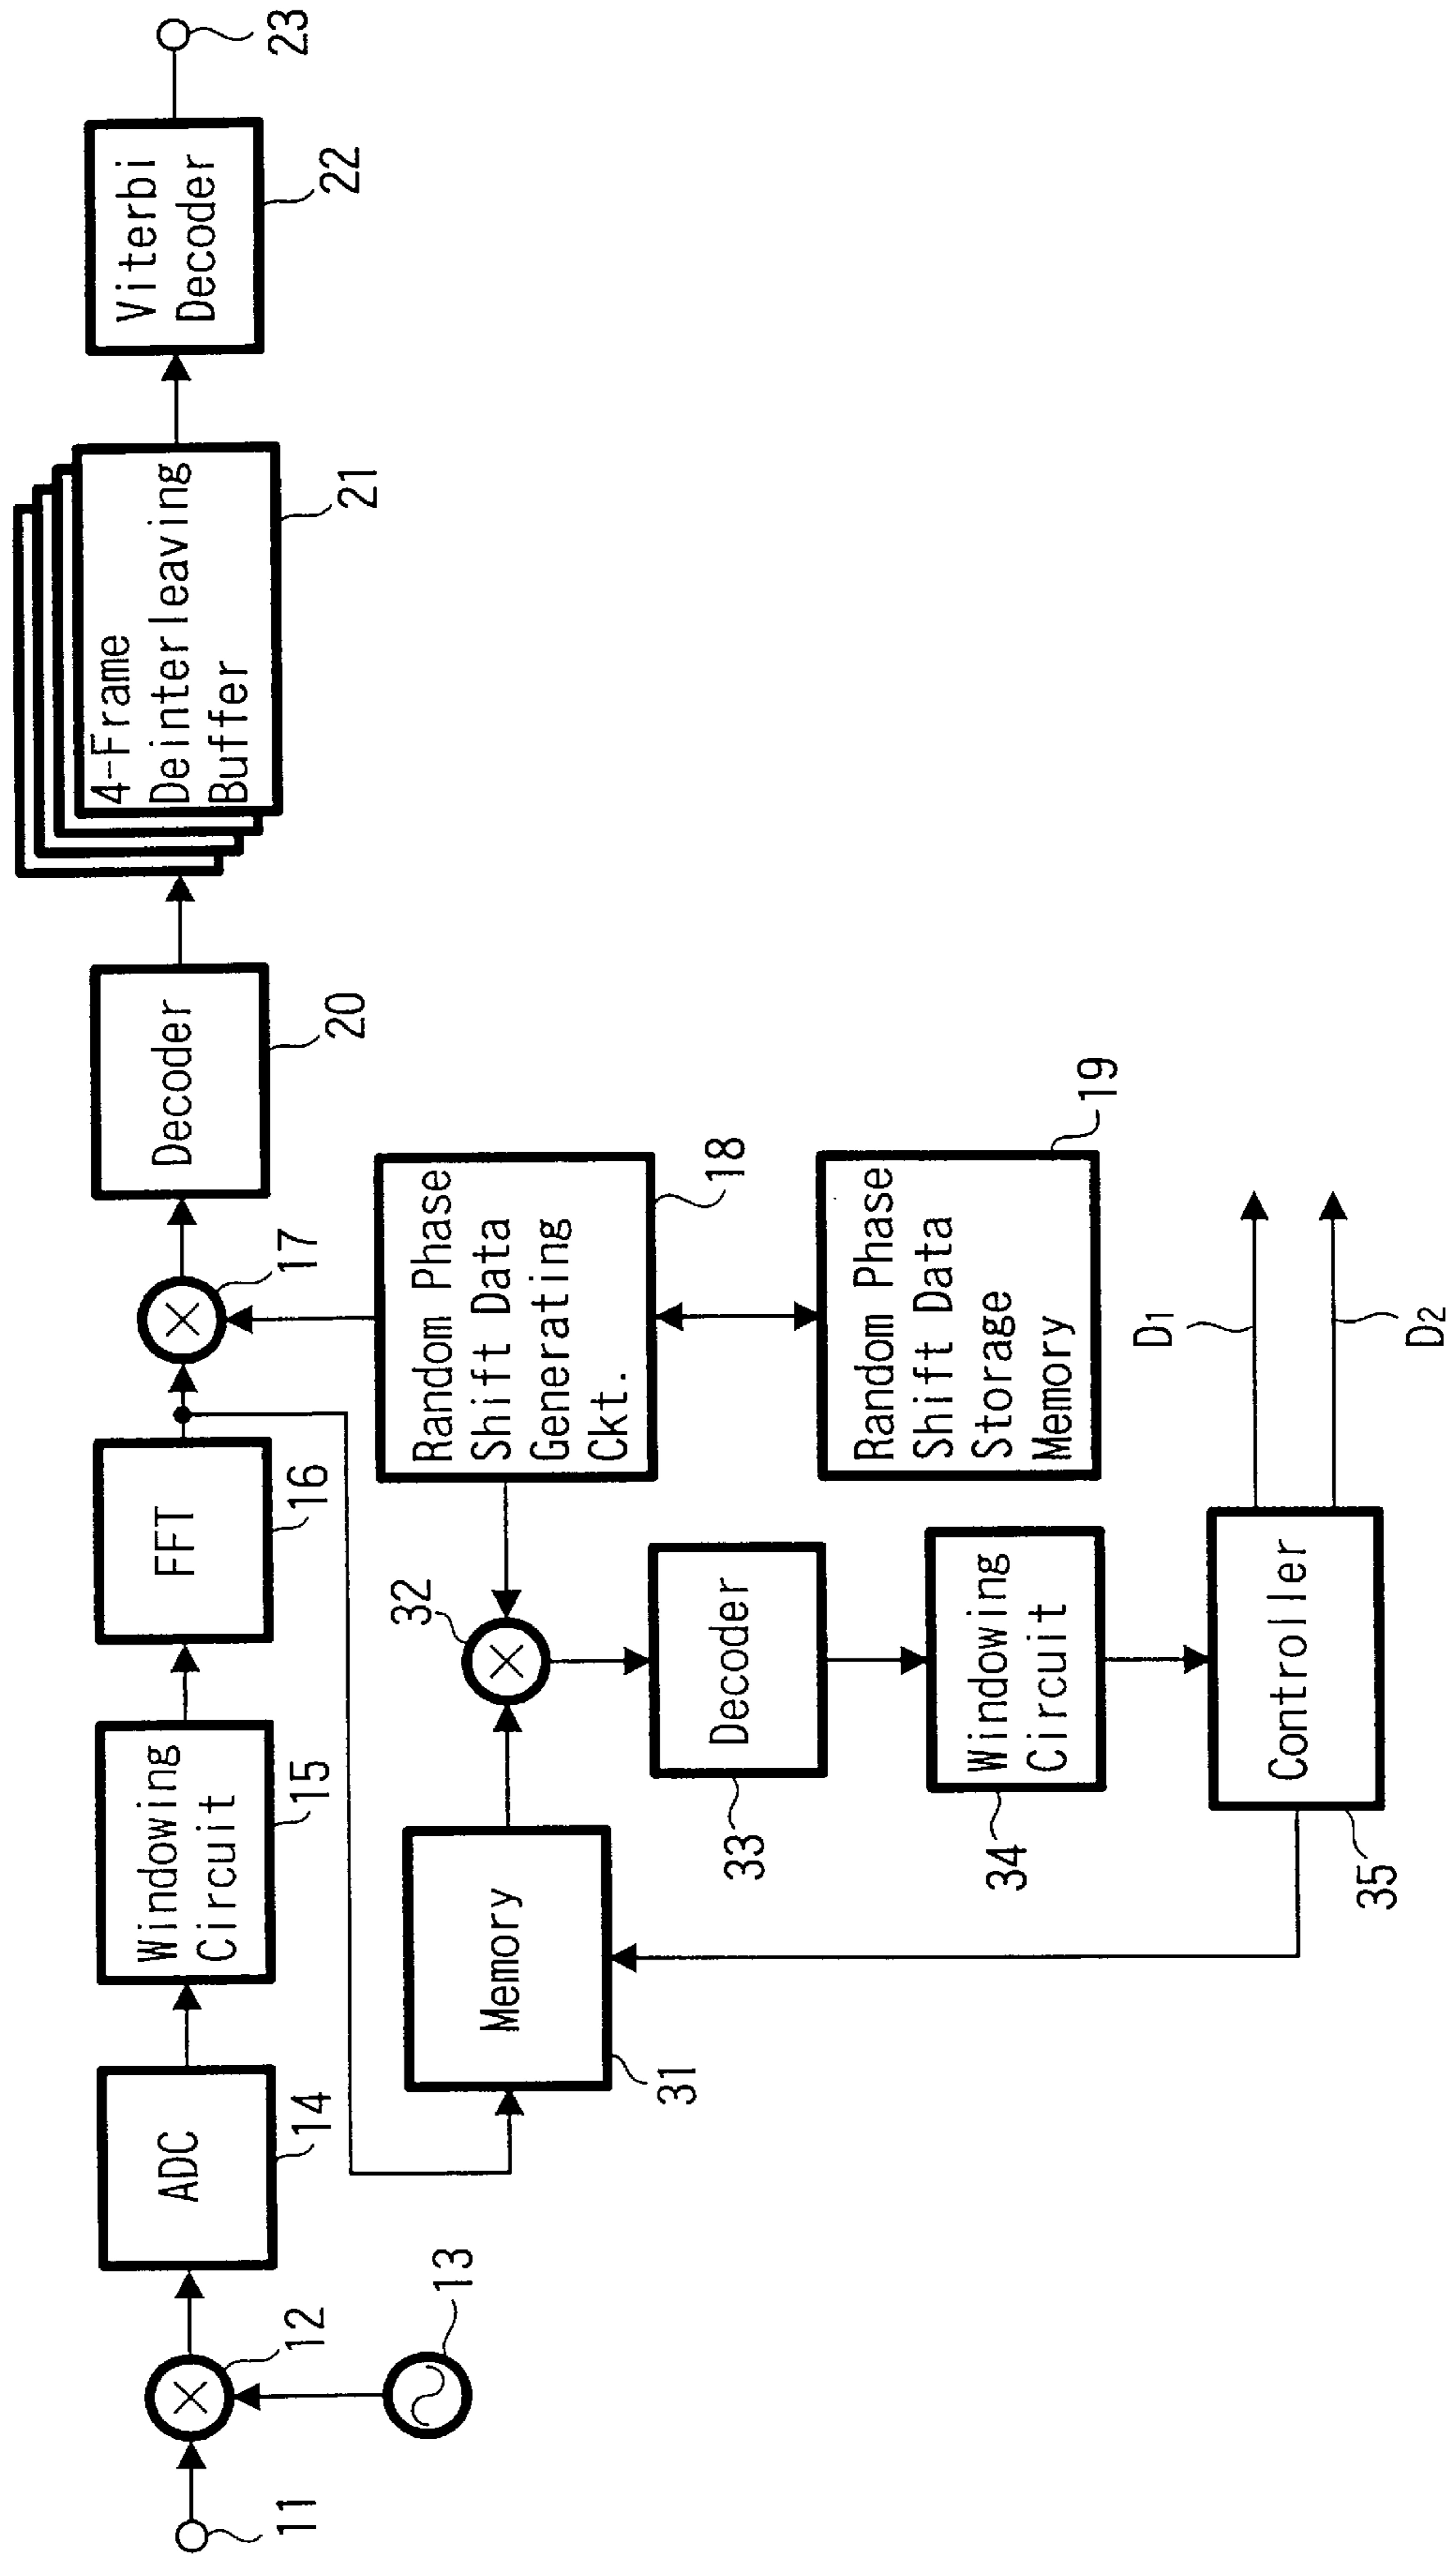 11
12
13
ADC
14
Windowing
Circuit
15
FFT
16
17
Decoder
20
4-Frame
Deinterleaving
Buffer
21
Viterbi
Decoder
22
23
Memory
31
32
Random Phase
Shift Data
Generating
Ckt.
18
Random Phase
Shift Data
Storage
Memory
19
Decoder
33
Windowing
Circuit
34
Controller
35
D1
D2